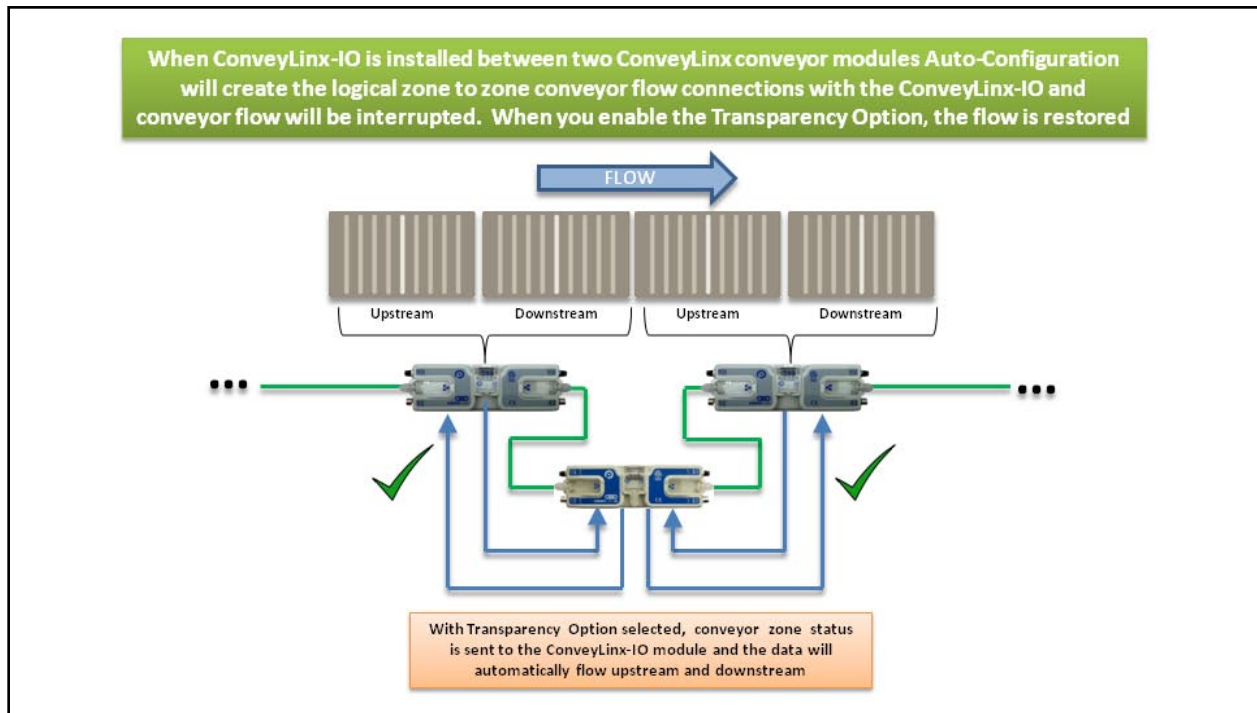 When ConveyLinx-IO is installed between two ConveyLinx conveyor modules Auto-Configuration
will create the logical zone to zone conveyor flow connections with the ConveyLinx-IO and
conveyor flow will be interrupted.  When you enable the Transparency Option, the flow is restored
FLOW
Upstream
Downstream
Upstream
Downstream
With Transparency Option selected, conveyor zone status
is sent to the ConveyLinx-IO module and the data will
automatically flow upstream and downstream